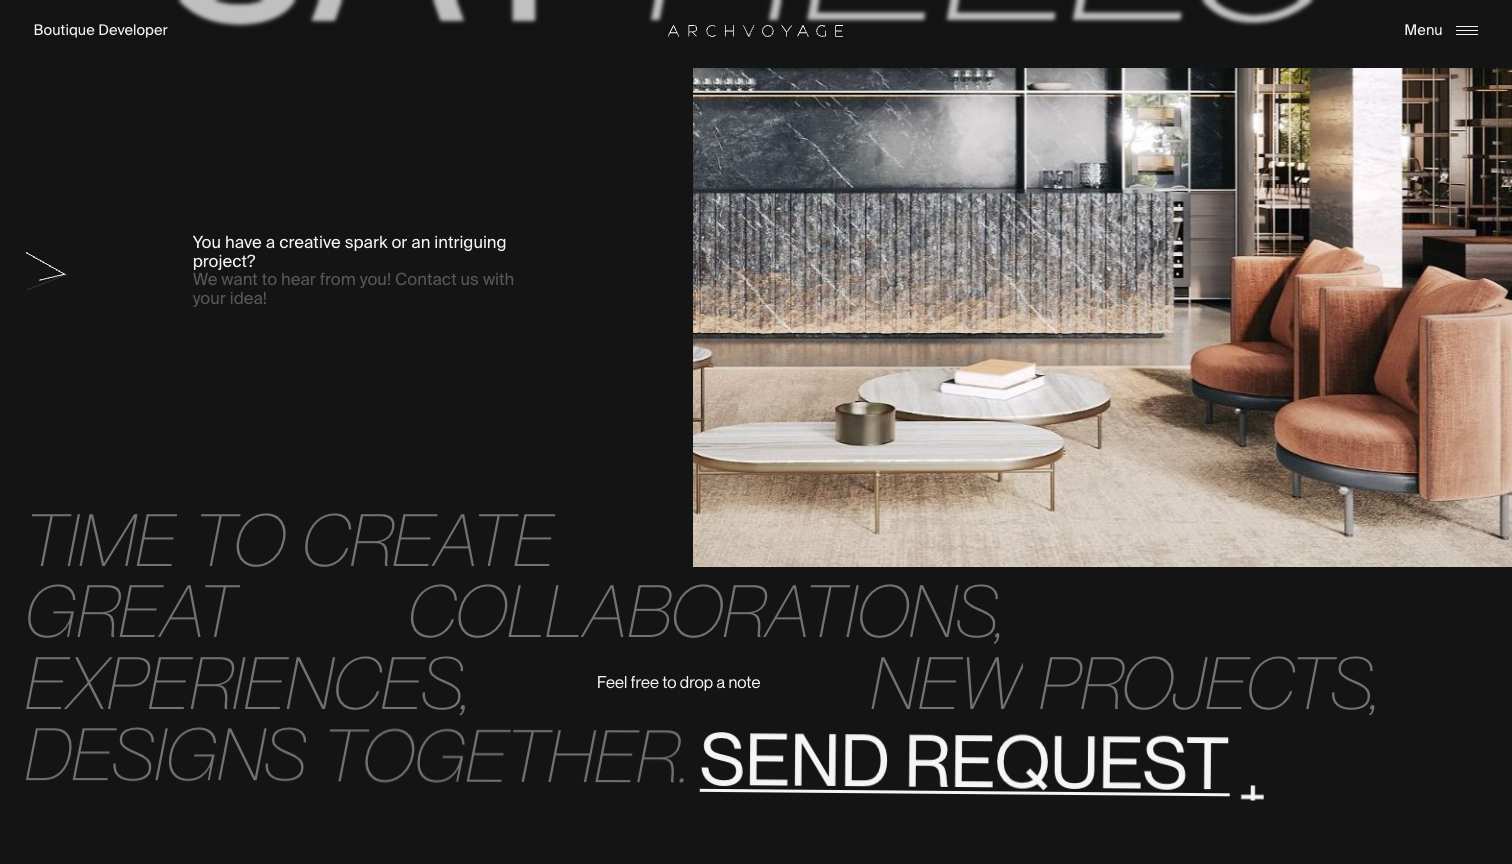 Boutique Developer
ARCHVOYAGE
Menu
You have a creative spark or an intriguing
project?
We want to hear from you! Contact us with
your idea!
TIME TO CREATE
GREAT COLLABORATIONS,
EXPERIENCES, Feel free to drop a note NEW PROJECTS,
DESIGNS TOGETHER. SEND REQUEST +